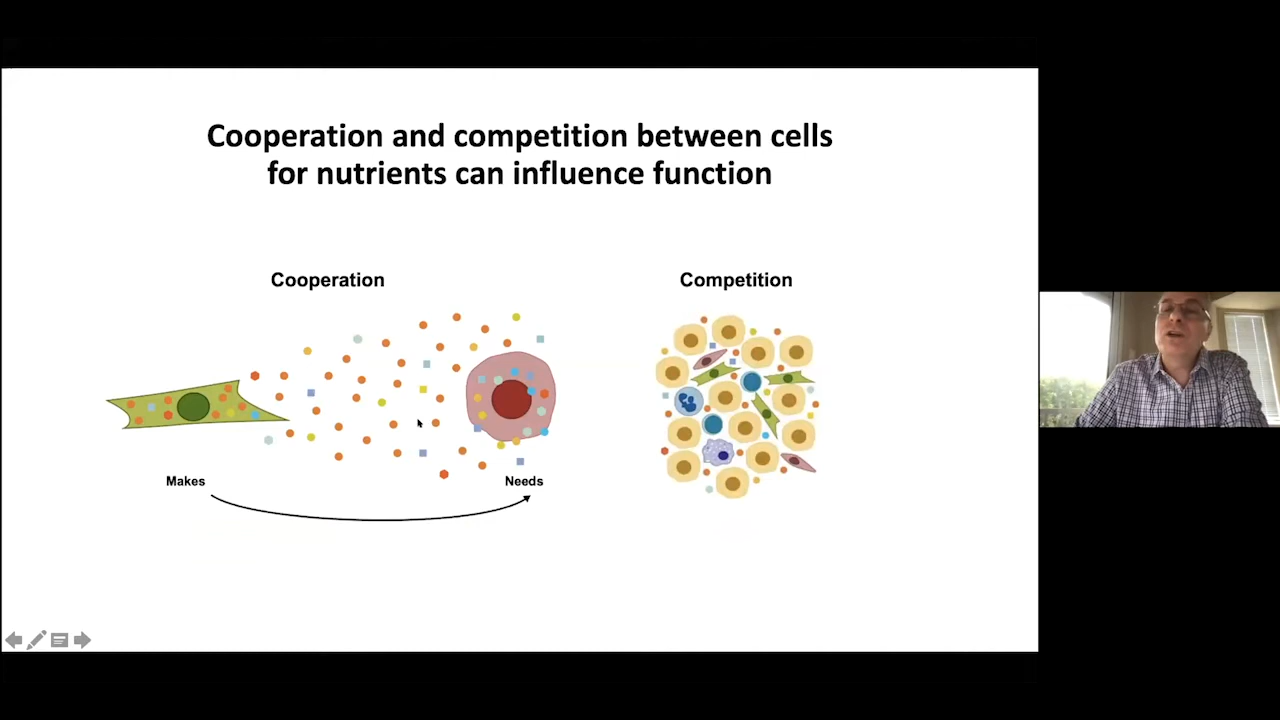 Cooperation and competition between cells
for nutrients can influence function
Cooperation
Competition
Makes
Needs